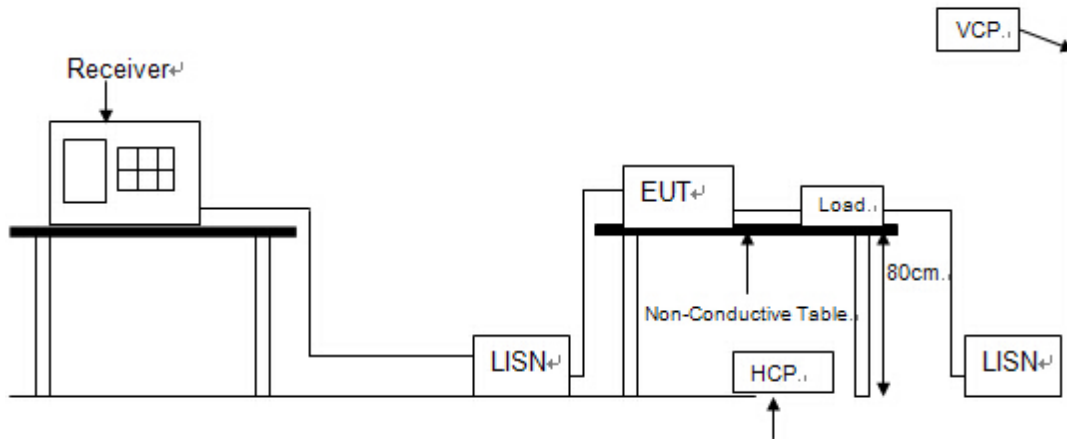 VCP.
Receiver
EUT
Load.
80cm.
Non-Conductive Table.
LISN
HCP.
LISN